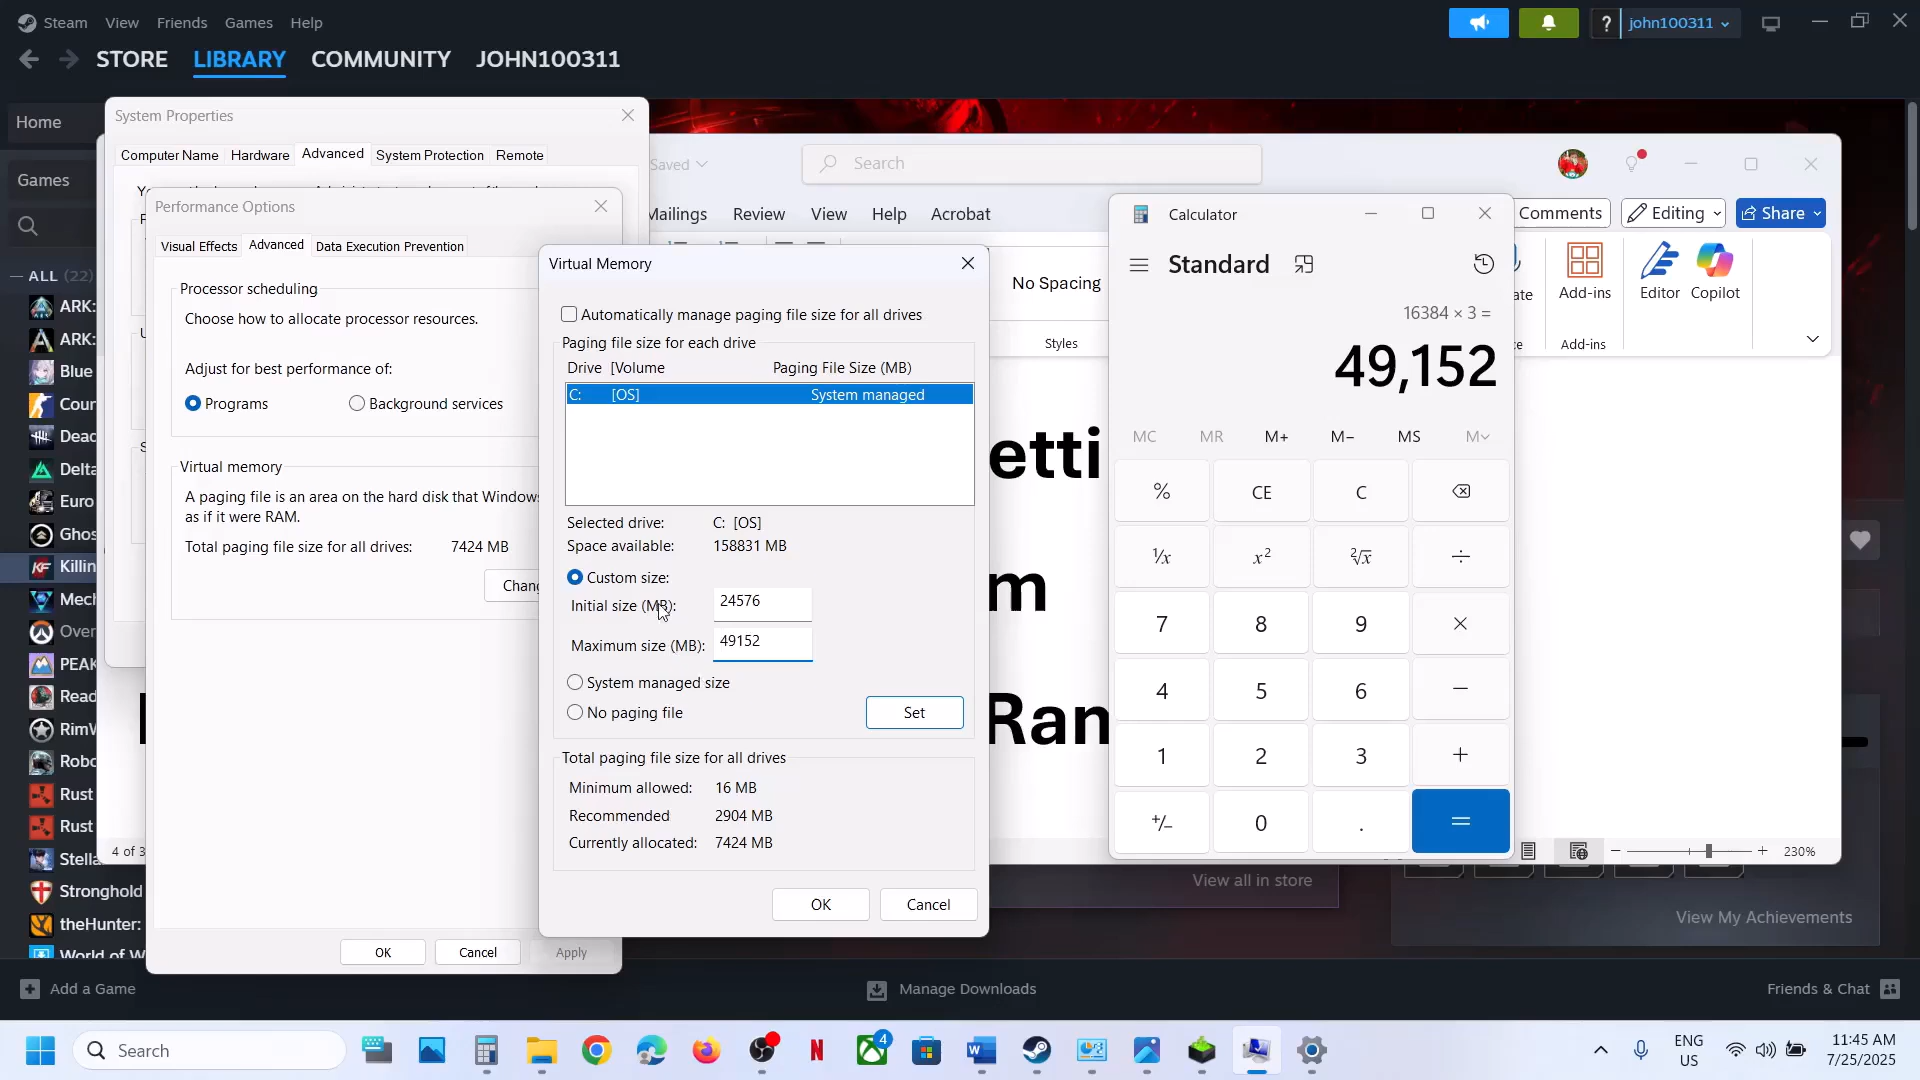 Steam View Friends Games Help
? john100311
STORE LIBRARY COMMUNITY JOHN100311
Home
Games
ALL (22)
ARK:
ARK:
Blue
Coun
Deac
Delta
Euro
Ghos
Killin
Mech
Over
PEAK
Read
RimW
Robo
Rust
Rust
Stella
Stronghold
theHunter:
World of W
System Properties
Computer Name Hardware Advanced System Protection Remote
Performance Options
Visual Effects Advanced Data Execution Prevention
Processor scheduling
Choose how to allocate processor resources.
Adjust for best performance of:
Programs Background services
Virtual memory
A paging file is an area on the hard disk that Window
as if it were RAM.
Total paging file size for all drives: 7424 MB
Chang
OK Cancel Apply
Virtual Memory
Automatically manage paging file size for all drives
Paging file size for each drive
Drive [Volume Paging File Size (MB)
C: [OS] System managed
Selected drive: C: [OS]
Space available: 158831 MB
Custom size:
Initial size (MB): 24576
Maximum size (MB): 49152
System managed size
No paging file
Set
Total paging file size for all drives
Minimum allowed: 16 MB
Recommended 2904 MB
Currently allocated: 7424 MB
OK Cancel
Saved Search
Mailings Review View Help Acrobat
Comments Editing Share
No Spacing
Styles
Add-ins Editor Copilot
Add-ins
etti
m
Ran
4 of 3
230%
Calculator
Standard
16384 × 3 =
49,152
MC MR M+ M− MS M
% CE C
¹/x x² ²√x ÷
7 8 9 ×
4 5 6 −
1 2 3 +
+/− 0 . =
View all in store
View My Achievements
Add a Game Manage Downloads Friends & Chat
Search
4
ENG
US
11:45 AM
7/25/2025